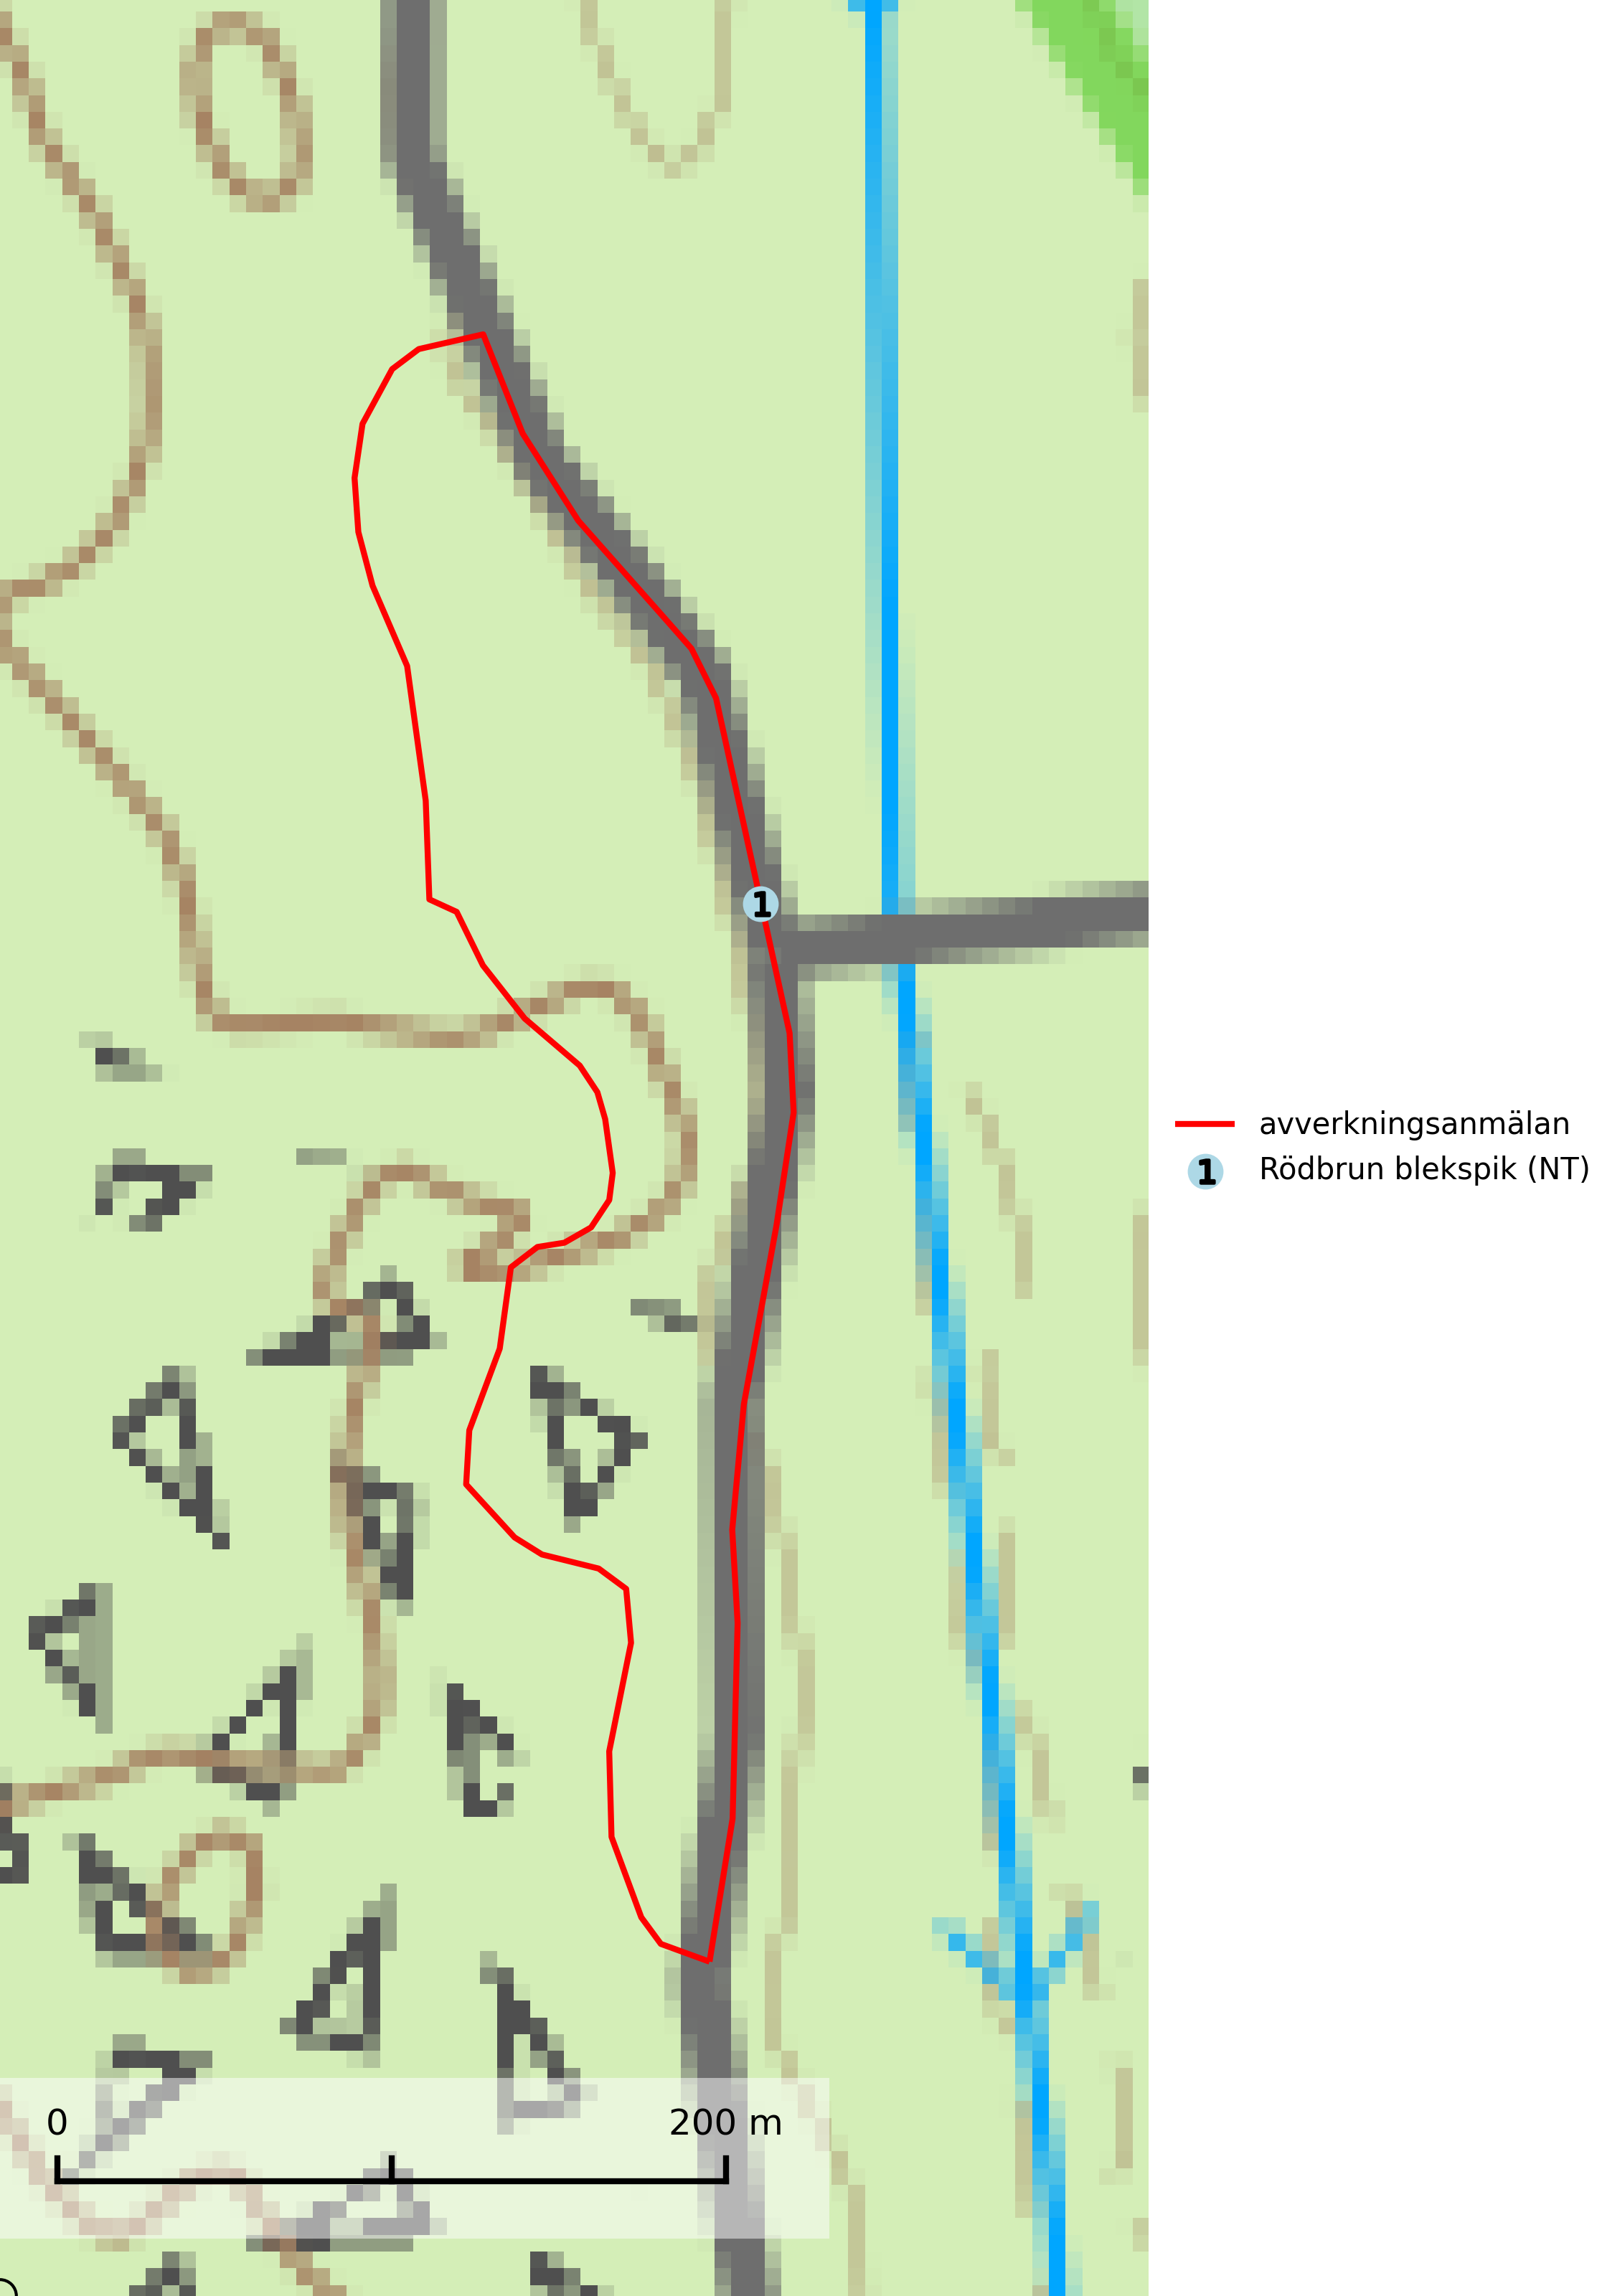 1
avverkningsanmälan
1 Rödbrun blekspik (NT)
0 200 m